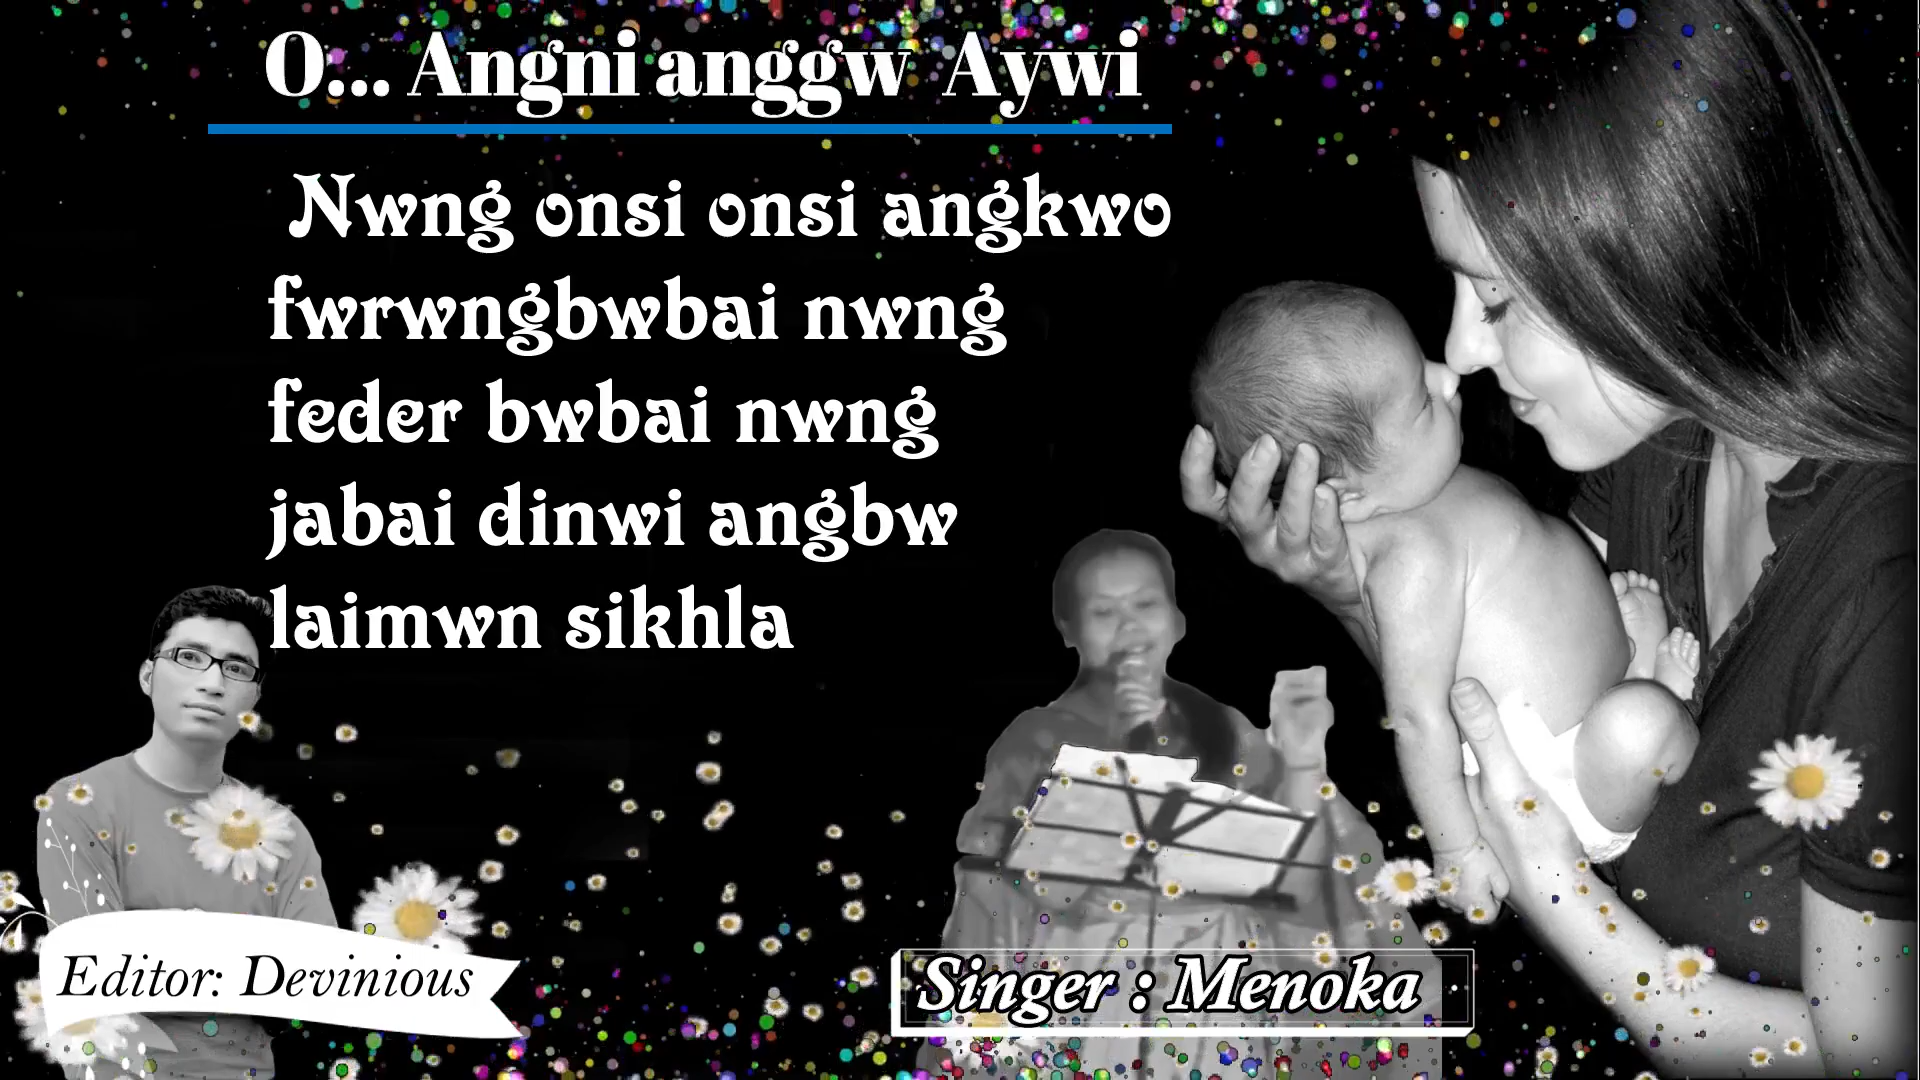 O... Angni anggw Aywi
Nwng onsi onsi angkwo
fwrwngbwbai nwng
feder bwbai nwng
jabai dinwi angbw
laimwn sikhla
Editor: Devinious
Singer : Menoka